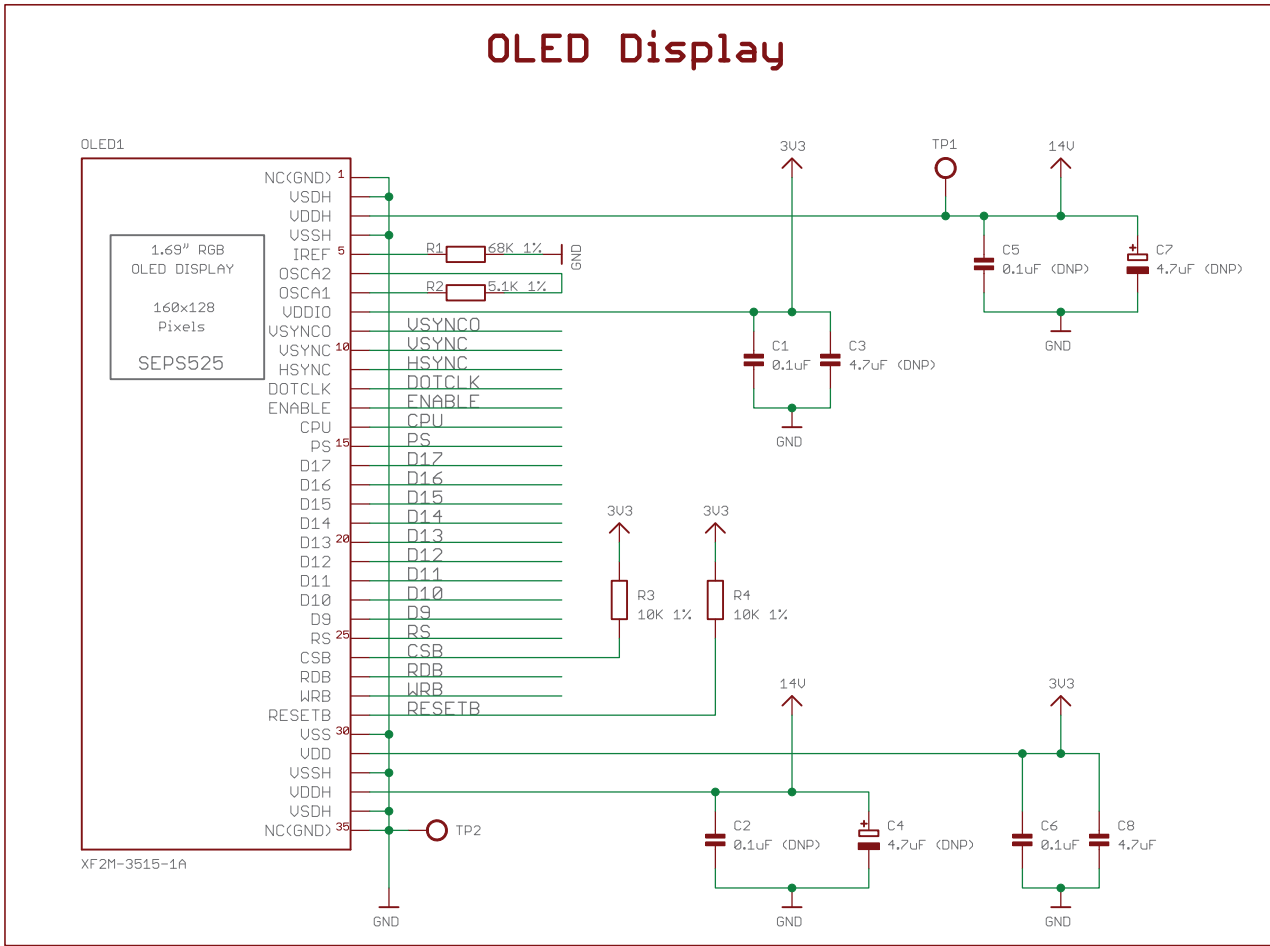 OLED Display
OLED1
NC(GND) 1
VSDH
VDDH
VSSH
IREF 5
OSCA2
OSCA1
VDDIO
VSYNCO
VSYNC 10
HSYNC
DOTCLK
ENABLE
CPU
PS 15
D17
D16
D15
D14
D13 20
D12
D11
D10
D9
RS 25
CSB
RDB
WRB
RESETB
VSS 30
VDD
VSSH
VDDH
VSDH
NC(GND) 35
1.69" RGB
OLED DISPLAY
160x128
Pixels
SEPS525
XF2M-3515-1A
R1 68K 1%
GND
R2 5.1K 1%
VSYNCO
VSYNC
HSYNC
DOTCLK
ENABLE
CPU
PS
D17
D16
D15
D14
D13
D12
D11
D10
D9
RS
CSB
RDB
WRB
RESETB
TP2
GND
3V3
C1
0.1uF
C3
4.7uF (DNP)
GND
TP1
14V
C5
0.1uF (DNP)
C7
4.7uF (DNP)
GND
3V3
R3
10K 1%
3V3
R4
10K 1%
14V
C2
0.1uF (DNP)
C4
4.7uF (DNP)
GND
3V3
C6
0.1uF
C8
4.7uF
GND